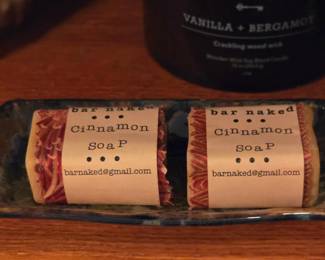 VANILLA + BERGAMOT
Crackling wood wick
bar naked
Cinnamon
Soap
barnaked@gmail.com
bar naked
Cinnamon
Soap
barnaked@gmail.com